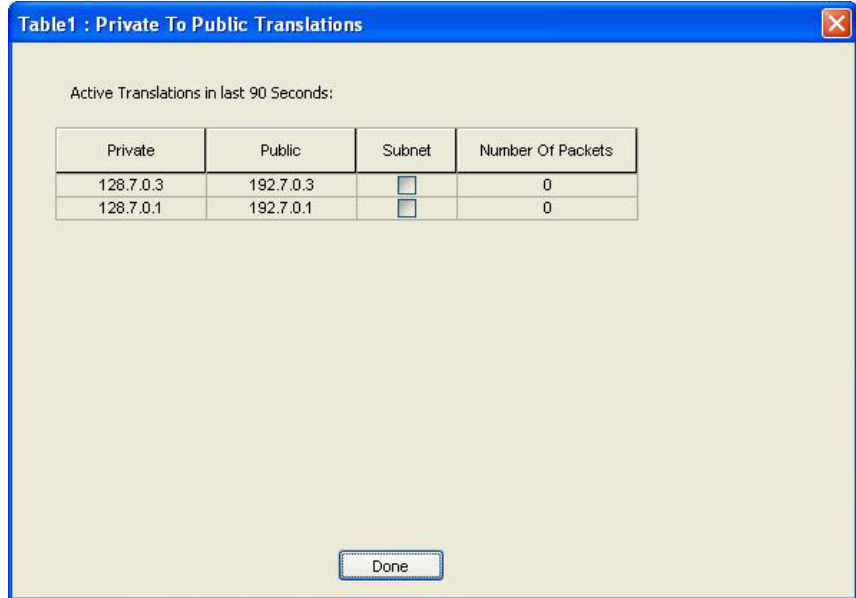 Table1 : Private To Public Translations
Active Translations in last 90 Seconds:
Private Public Subnet Number Of Packets
128.7.0.3 192.7.0.3 0
128.7.0.1 192.7.0.1 0
Done